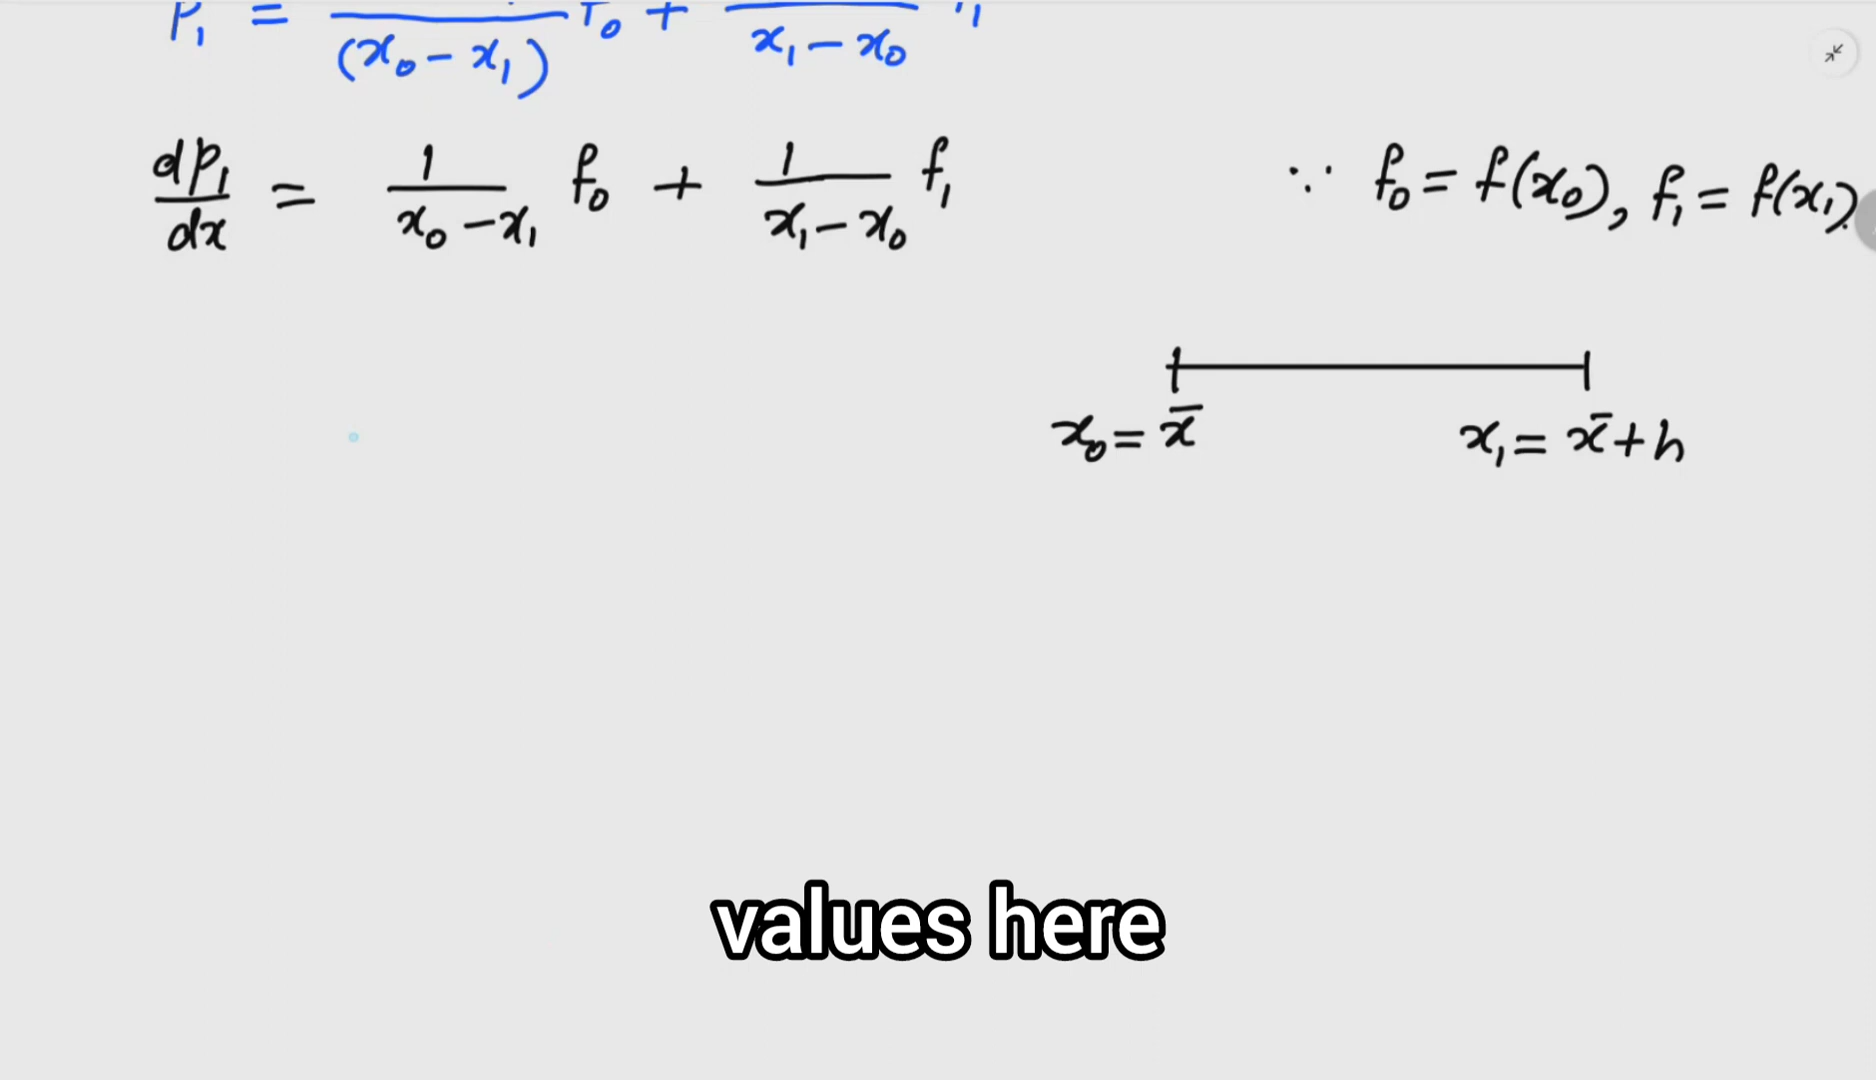 P₁ = ――― f₀ + ――― f₁
(x₀ – x₁) x₁ – x₀
dP₁/dx = 1/(x₀ – x₁) f₀ + 1/(x₁ – x₀) f₁
∵ f₀ = f(x₀), f₁ = f(x₁).
x₀ = x̄
x₁ = x̄ + h
values here